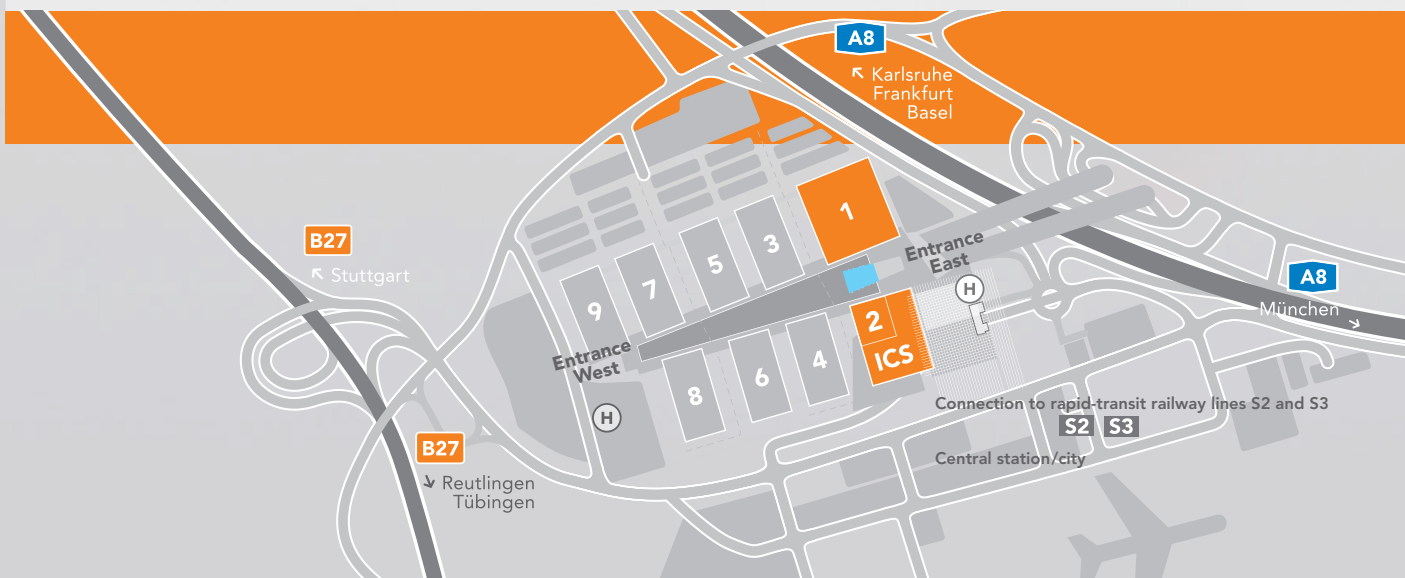 A8
Karlsruhe
Frankfurt
Basel
1
B27
Stuttgart
3
5
7
9
Entrance
East
H
A8
München
2
ICS
Entrance
West
4
6
8
H
Connection to rapid-transit railway lines S2 and S3
S2 S3
Central station/city
B27
Reutlingen
Tübingen